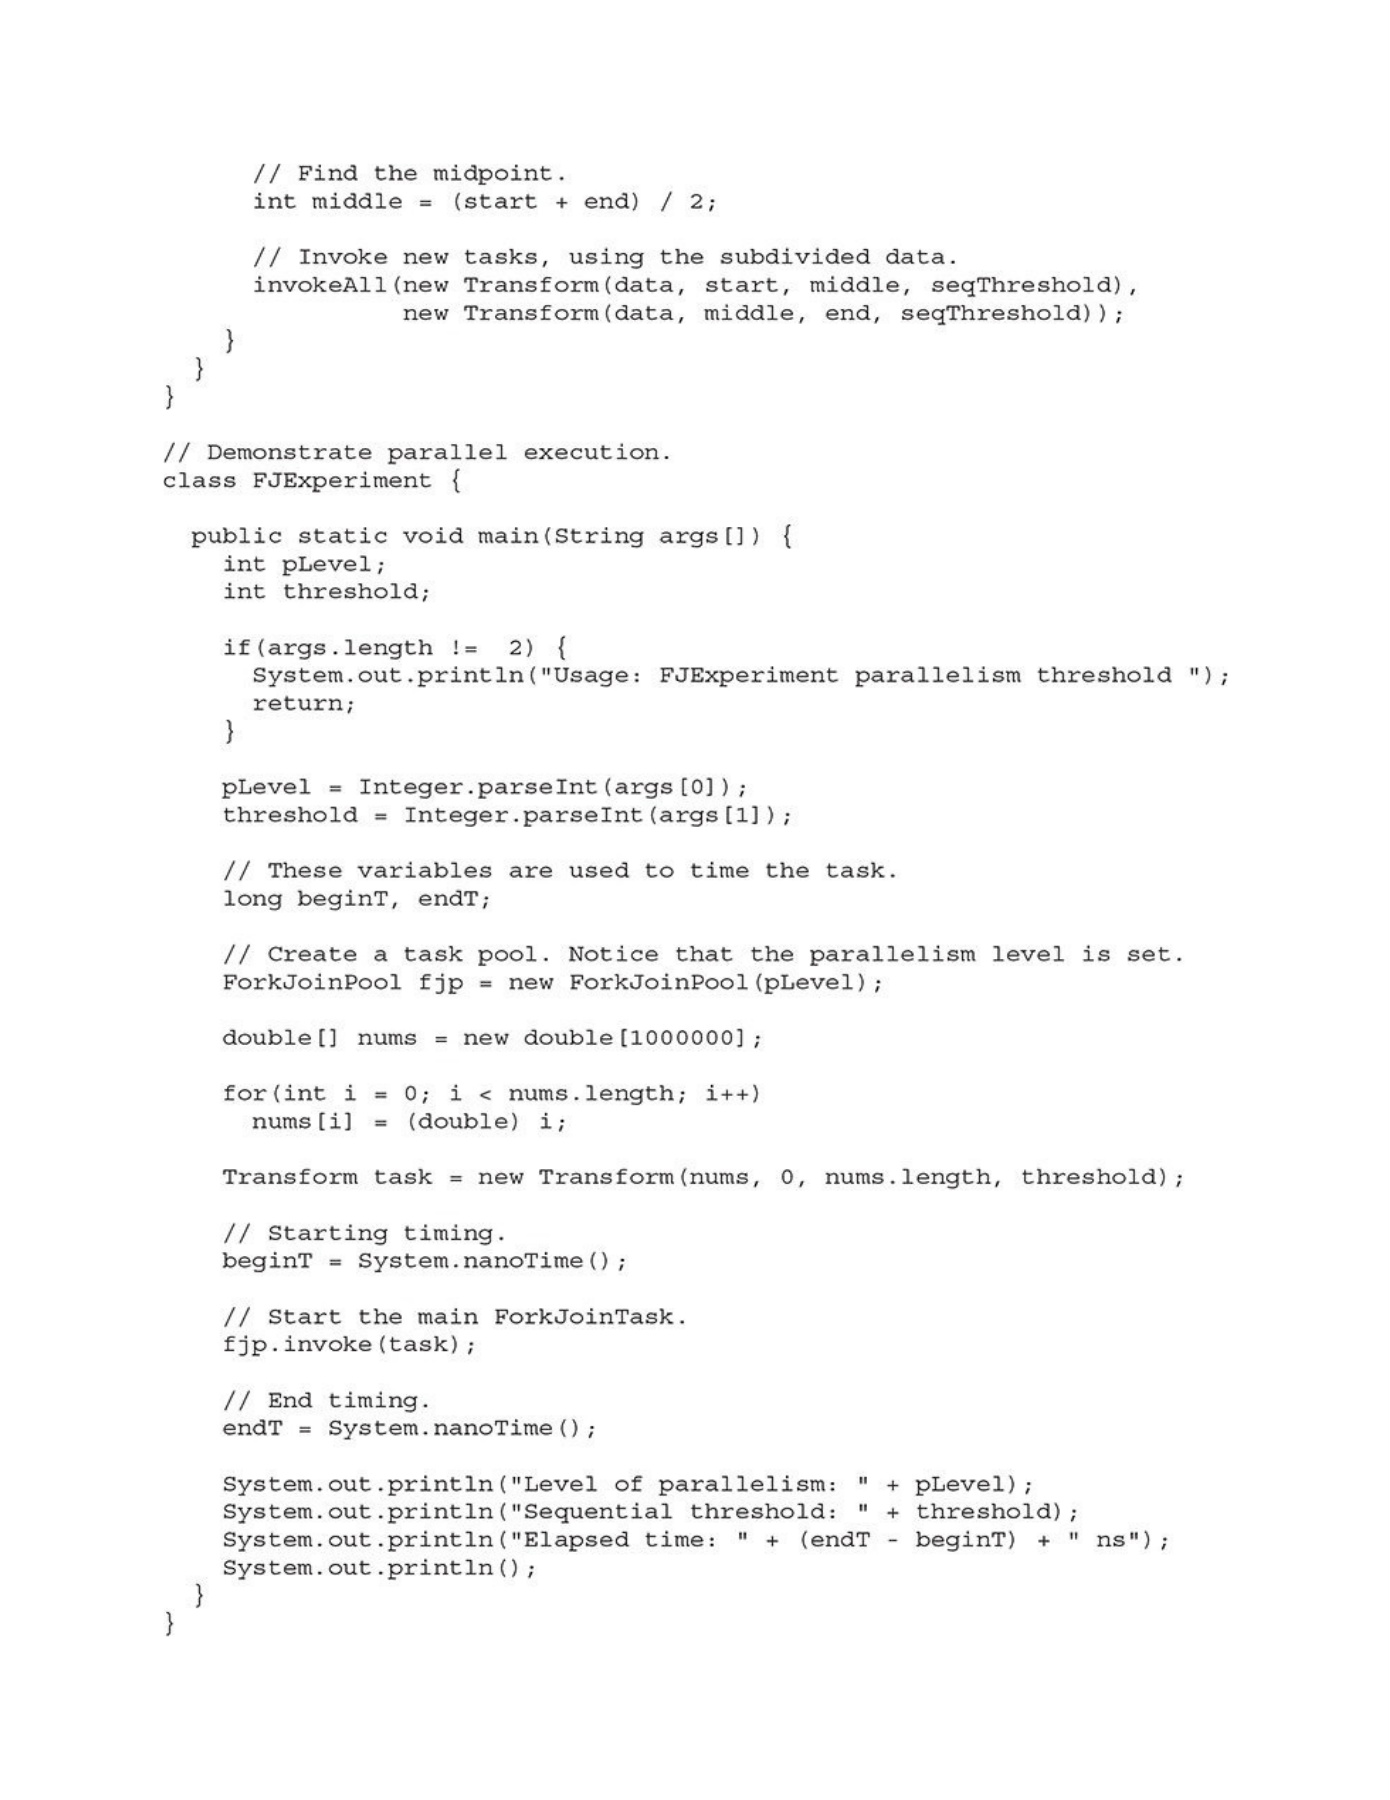 // Find the midpoint.
int middle = (start + end) / 2;
// Invoke new tasks, using the subdivided data.
invokeAll(new Transform(data, start, middle, seqThreshold),
new Transform(data, middle, end, seqThreshold));
}
}
}
// Demonstrate parallel execution.
class FJExperiment {
public static void main(String args[]) {
int pLevel;
int threshold;
if(args.length !=  2) {
System.out.println("Usage: FJExperiment parallelism threshold ");
return;
}
pLevel = Integer.parseInt(args[0]);
threshold = Integer.parseInt(args[1]);
// These variables are used to time the task.
long beginT, endT;
// Create a task pool. Notice that the parallelism level is set.
ForkJoinPool fjp = new ForkJoinPool(pLevel);
double[] nums = new double[1000000];
for(int i = 0; i < nums.length; i++)
nums[i] = (double) i;
Transform task = new Transform(nums, 0, nums.length, threshold);
// Starting timing.
beginT = System.nanoTime();
// Start the main ForkJoinTask.
fjp.invoke(task);
// End timing.
endT = System.nanoTime();
System.out.println("Level of parallelism: " + pLevel);
System.out.println("Sequential threshold: " + threshold);
System.out.println("Elapsed time: " + (endT - beginT) + " ns");
System.out.println();
}
}